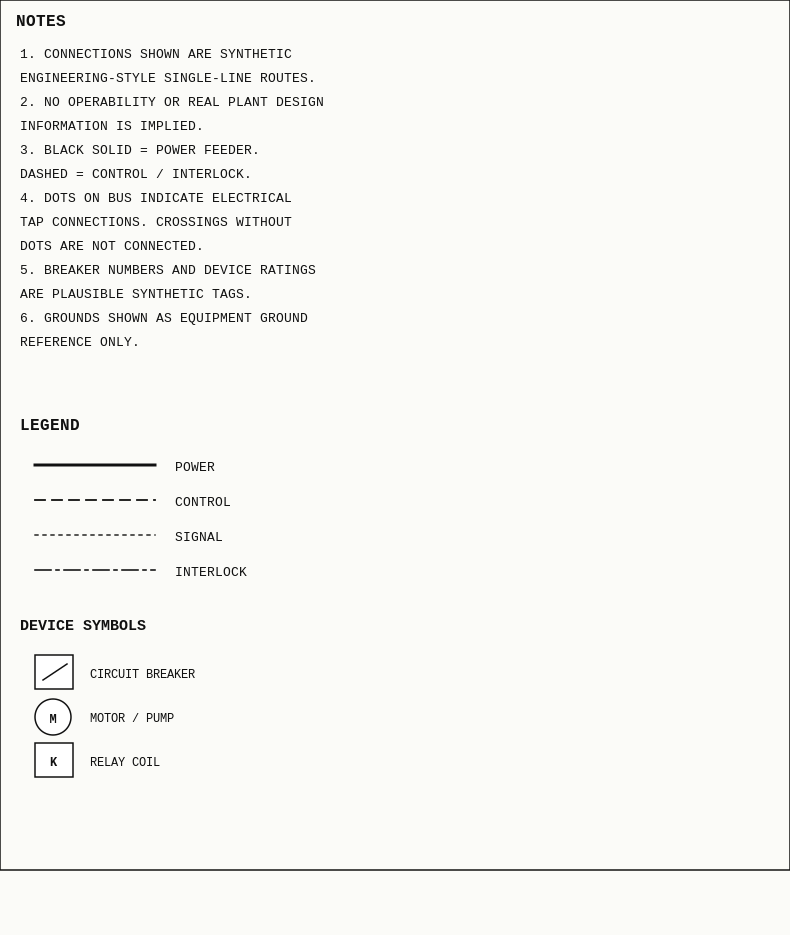 NOTES
1. CONNECTIONS SHOWN ARE SYNTHETIC
ENGINEERING-STYLE SINGLE-LINE ROUTES.
2. NO OPERABILITY OR REAL PLANT DESIGN
INFORMATION IS IMPLIED.
3. BLACK SOLID = POWER FEEDER.
DASHED = CONTROL / INTERLOCK.
4. DOTS ON BUS INDICATE ELECTRICAL
TAP CONNECTIONS. CROSSINGS WITHOUT
DOTS ARE NOT CONNECTED.
5. BREAKER NUMBERS AND DEVICE RATINGS
ARE PLAUSIBLE SYNTHETIC TAGS.
6. GROUNDS SHOWN AS EQUIPMENT GROUND
REFERENCE ONLY.
LEGEND
POWER
CONTROL
SIGNAL
INTERLOCK
DEVICE SYMBOLS
CIRCUIT BREAKER
M MOTOR / PUMP
K RELAY COIL